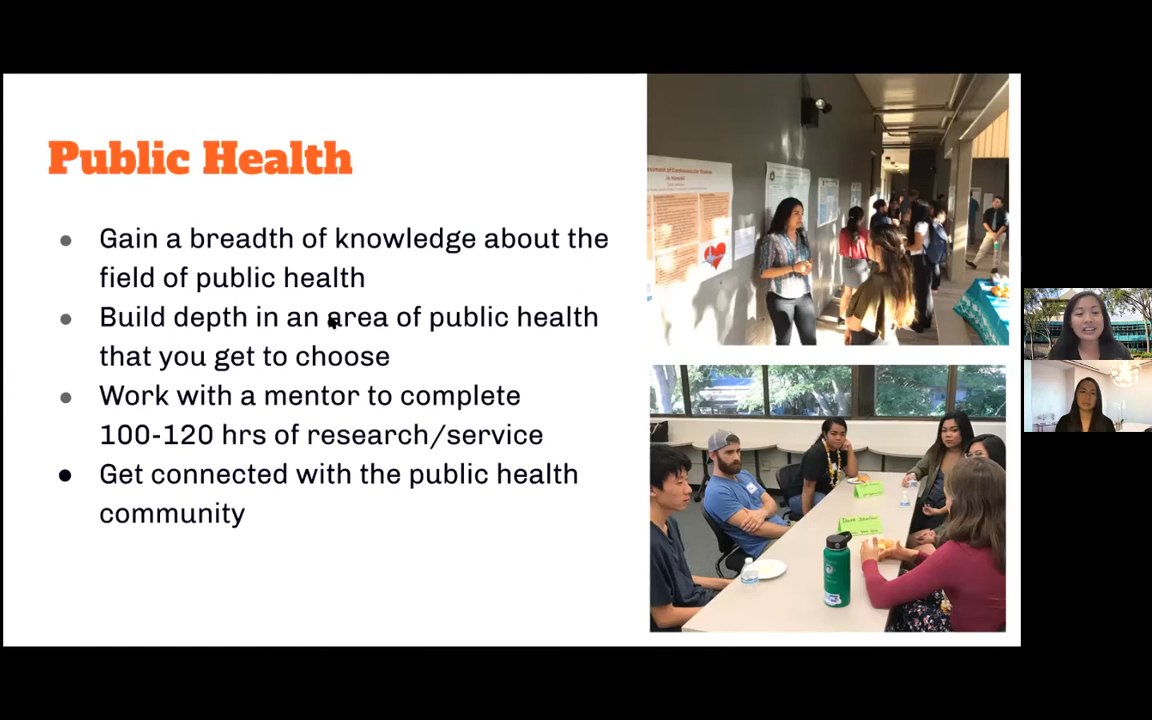 Public Health
Gain a breadth of knowledge about the
field of public health
Build depth in an area of public health
that you get to choose
Work with a mentor to complete
100-120 hrs of research/service
Get connected with the public health
community